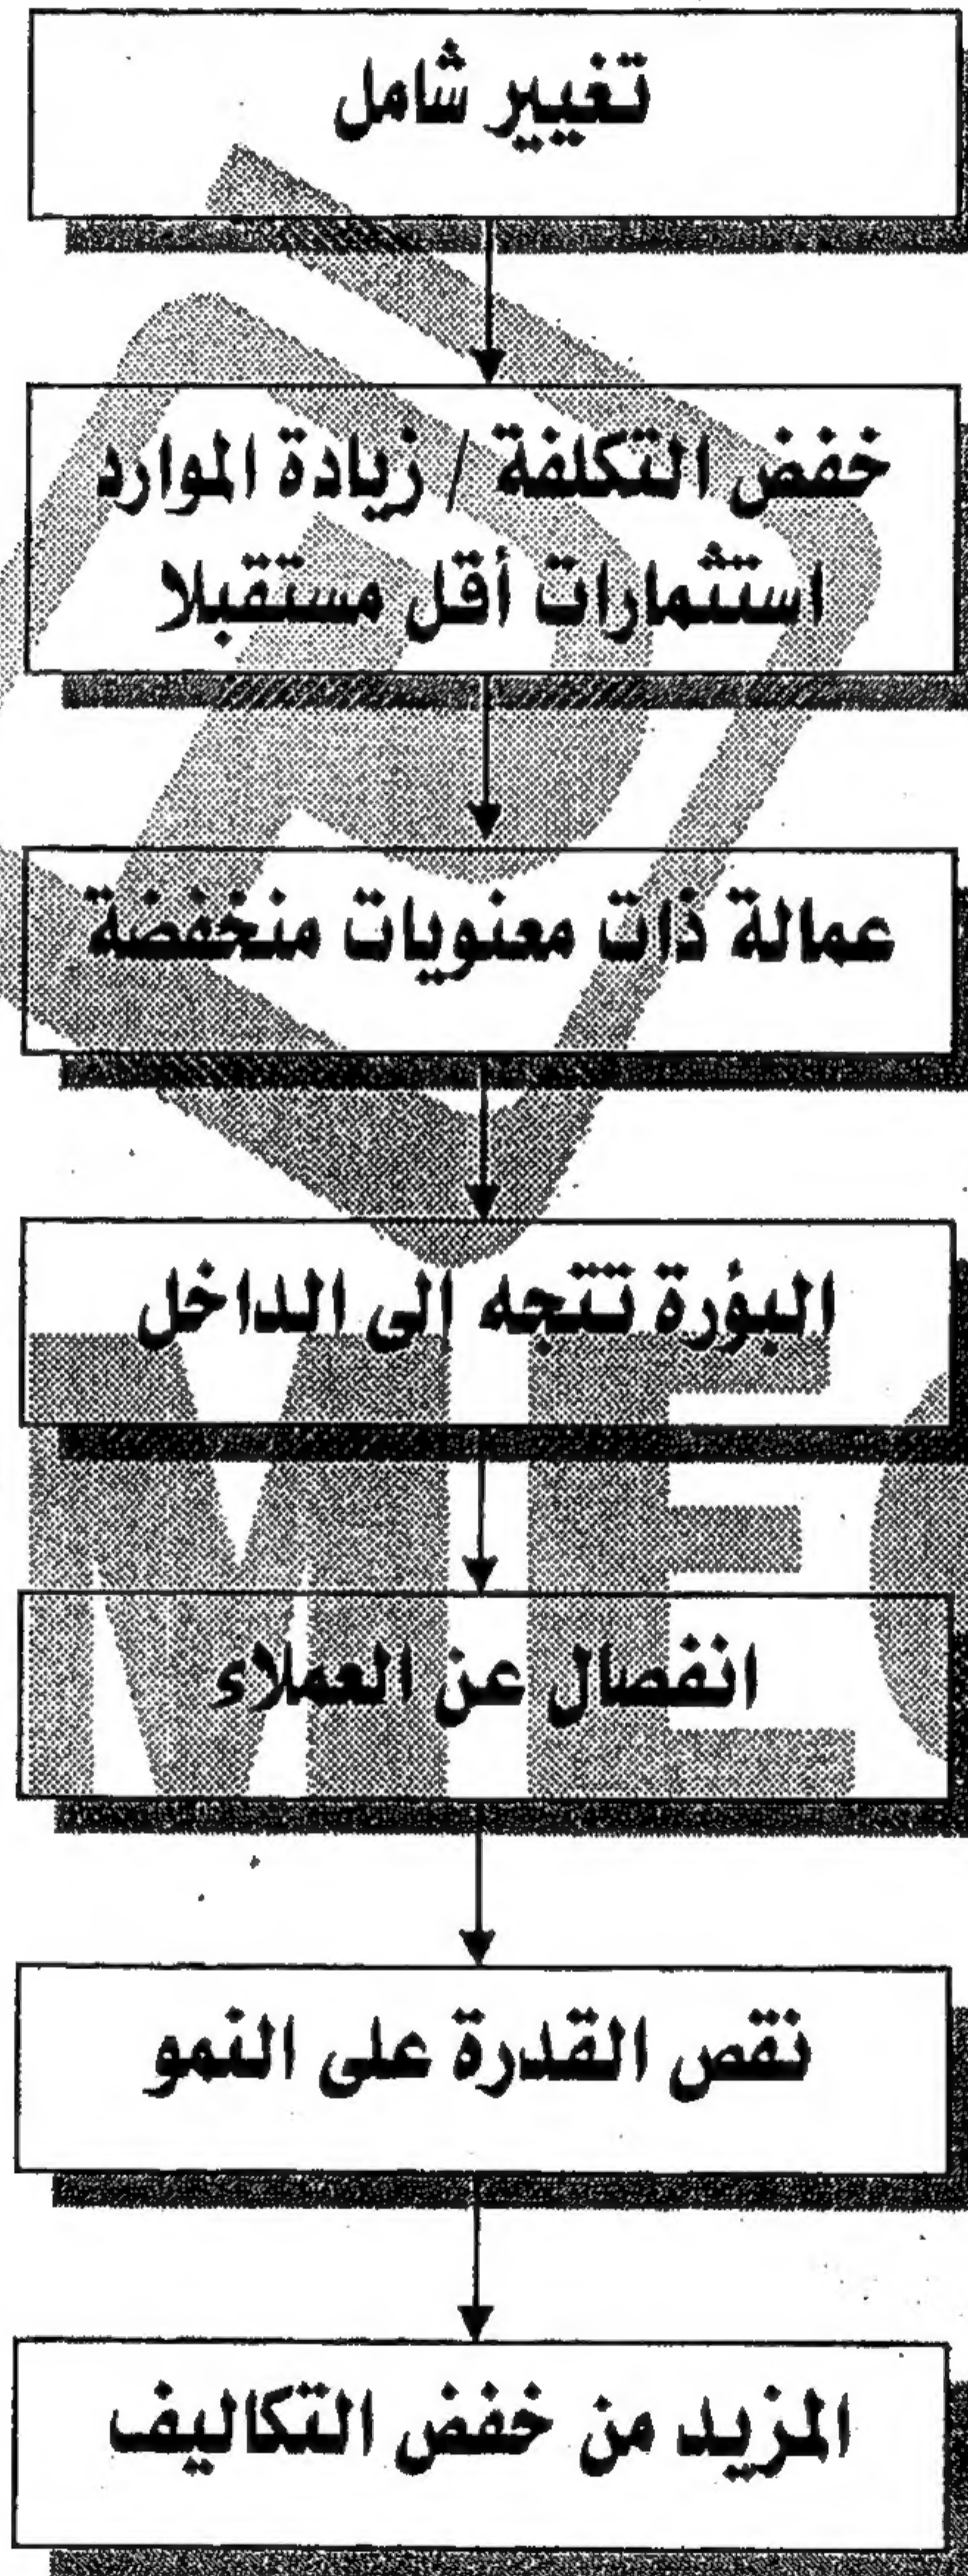 تغيير شامل
خفض التكلفة / زيادة الموارد
استثمارات أقل مستقبلا
عمالة ذات معنويات منخفضة
البؤرة تتجه إلى الداخل
انفصال عن العملاء
نقص القدرة على النمو
المزيد من خفض التكاليف
ME